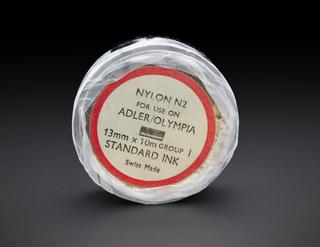 NYLON N2
FOR USE ON
ADLER/OLYMPIA
13mm x 10m GROUP 1
STANDARD INK
Swiss Made